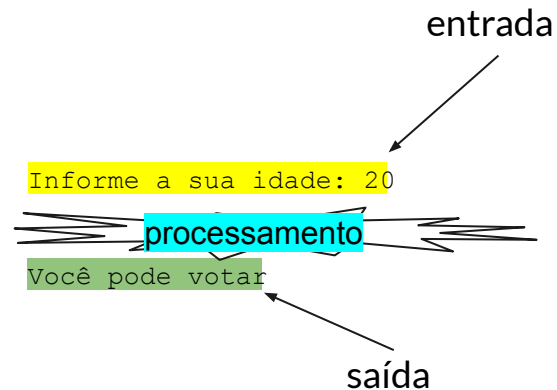 entrada
Informe a sua idade: 20
processamento
Você pode votar
saída